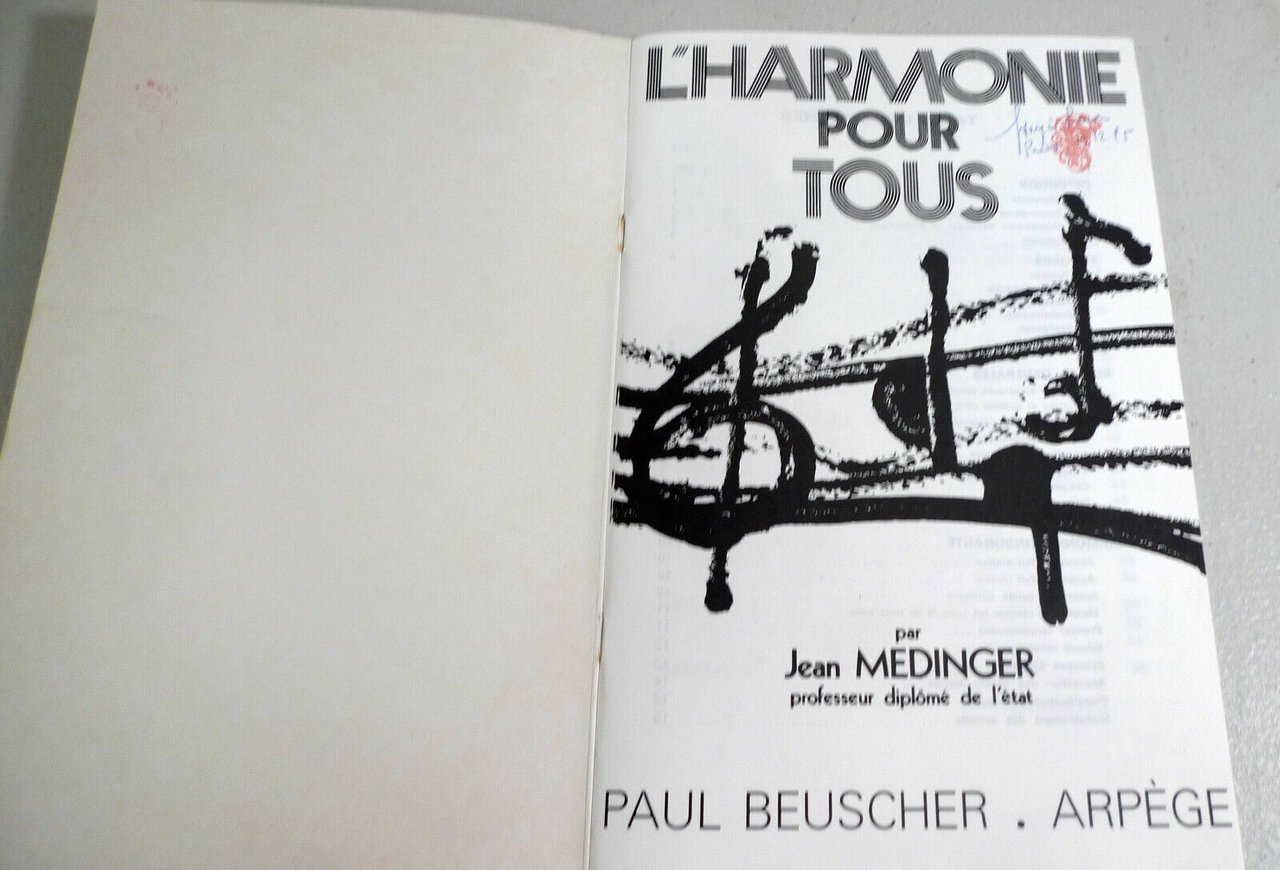 L'HARMONIE
POUR
TOUS
par
Jean MEDINGER
professeur diplômé de l'état
PAUL BEUSCHER . ARPÈGE